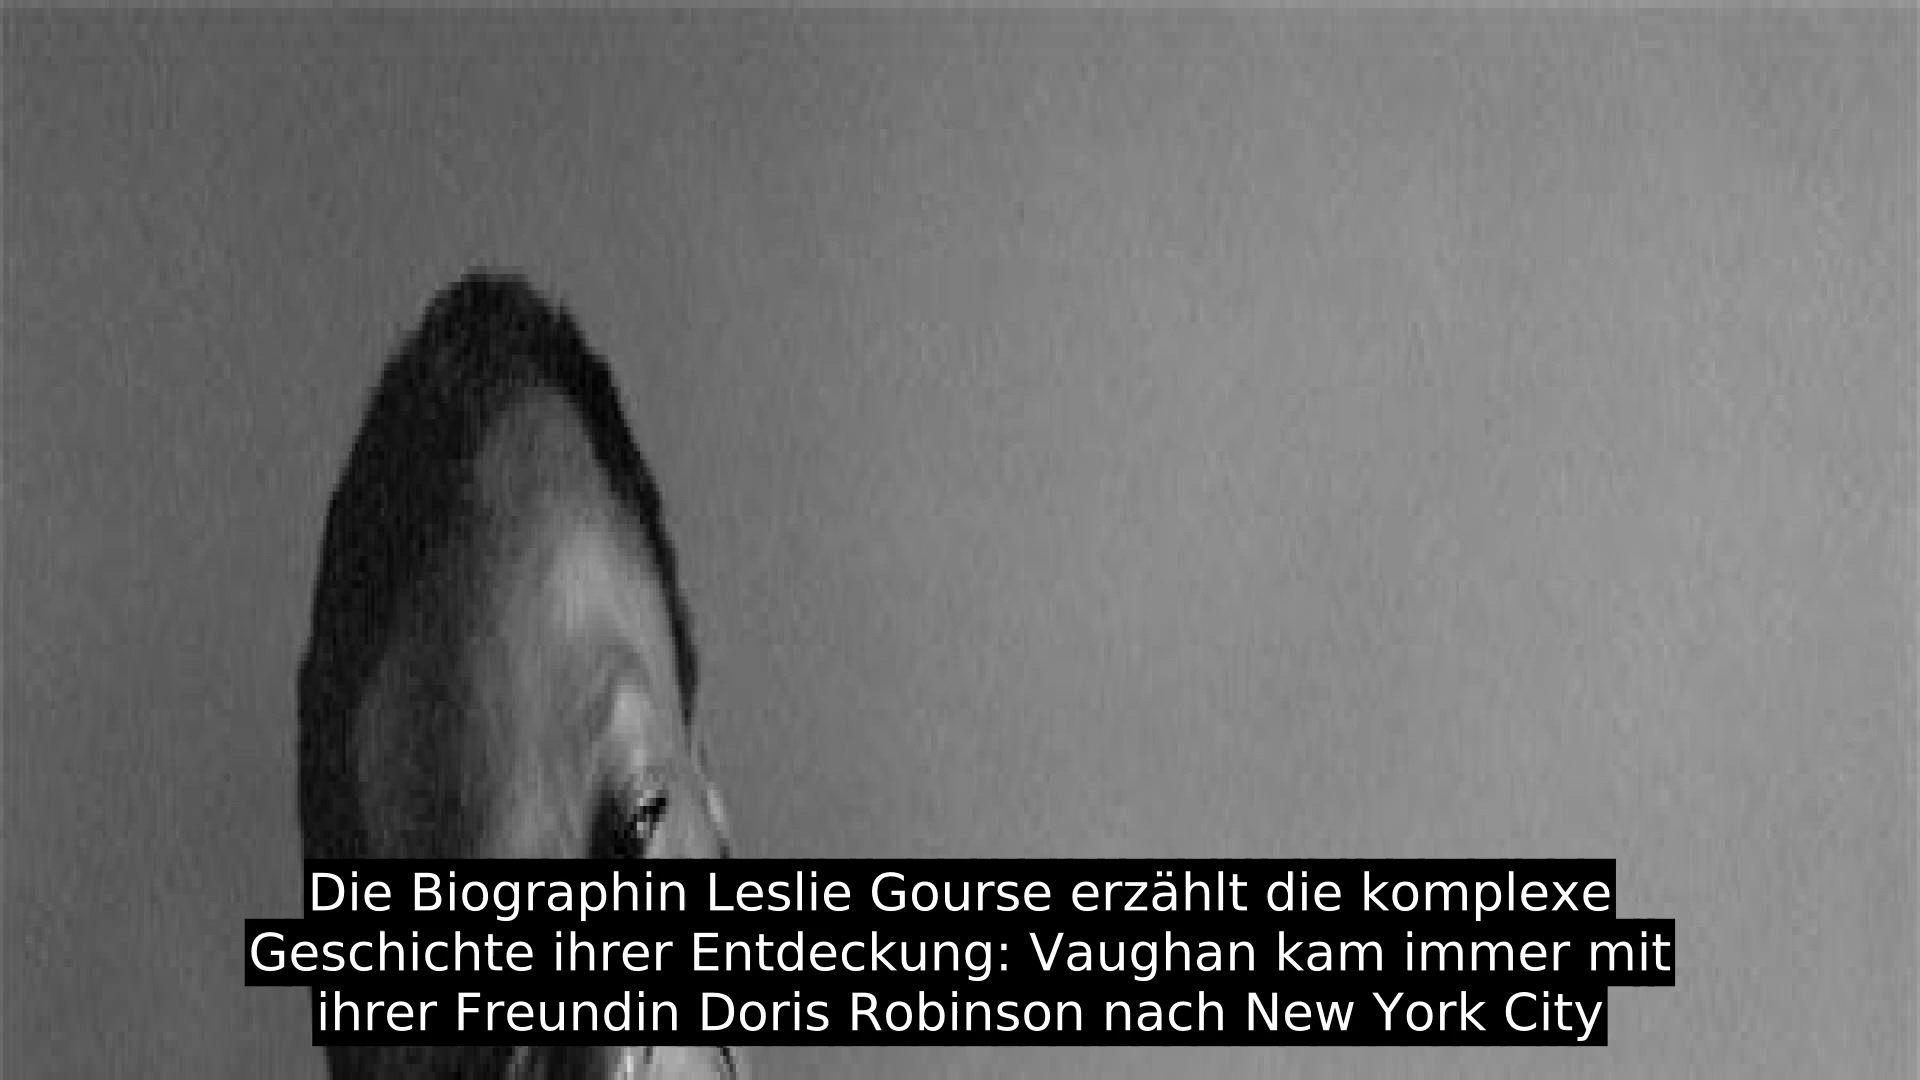 Die Biographin Leslie Gourse erzählt die komplexe
Geschichte ihrer Entdeckung: Vaughan kam immer mit
ihrer Freundin Doris Robinson nach New York City